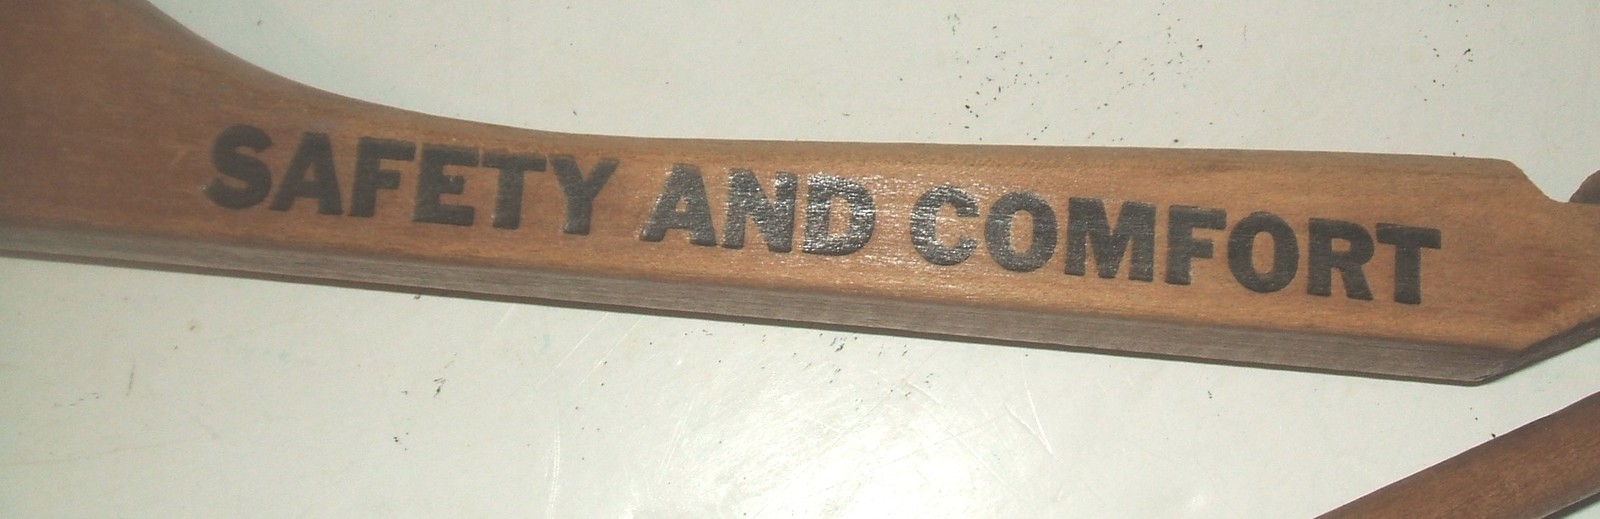 SAFETY AND COMFORT